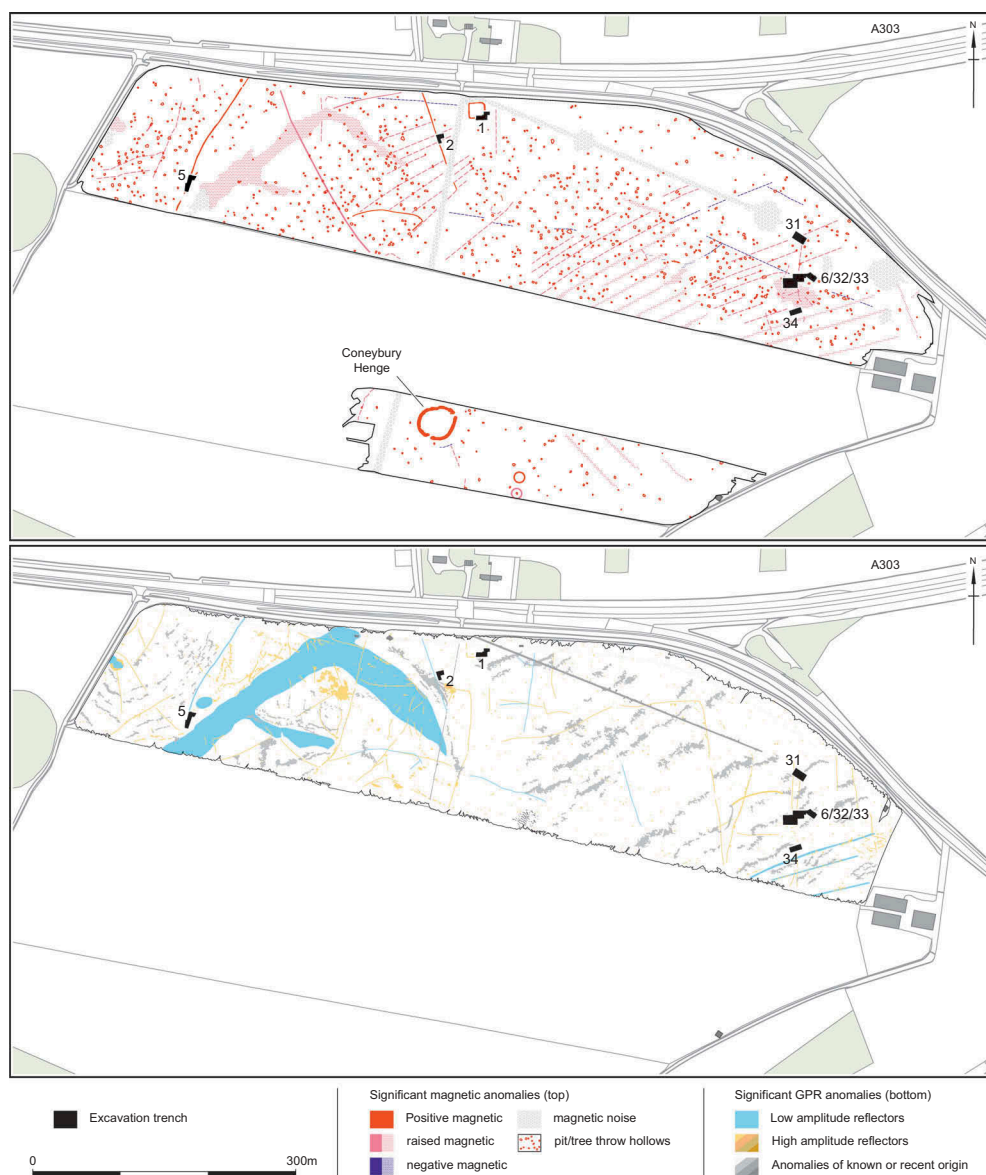 A303
N
1
2
5
31
6/32/33
34
Coneybury
Henge
A303
N
1
2
5
31
6/32/33
34
Excavation trench
0 300m
Significant magnetic anomalies (top)
Positive magnetic
raised magnetic
negative magnetic
magnetic noise
pit/tree throw hollows
Significant GPR anomalies (bottom)
Low amplitude reflectors
High amplitude reflectors
Anomalies of known or recent origin